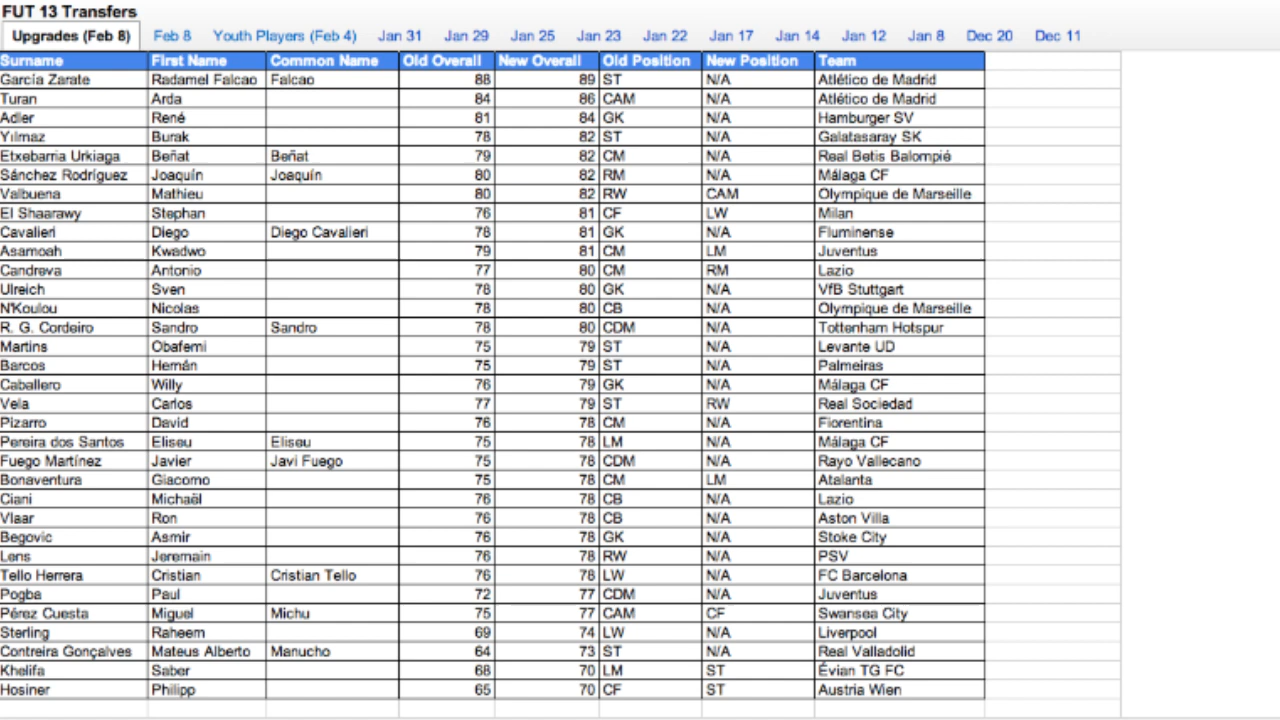 FUT 13 Transfers
Upgrades (Feb 8) Feb 8 Youth Players (Feb 4) Jan 31 Jan 29 Jan 25 Jan 23 Jan 22 Jan 17 Jan 14 Jan 12 Jan 8 Dec 20 Dec 11
Surname First Name Common Name Old Overall New Overall Old Position New Position Team
García Zarate Radamel Falcao Falcao 88 89 ST N/A Atlético de Madrid
Turan Arda 84 86 CAM N/A Atlético de Madrid
Adler René 81 84 GK N/A Hamburger SV
Yılmaz Burak 78 82 ST N/A Galatasaray SK
Etxebarria Urkiaga Beñat Beñat 79 82 CM N/A Real Betis Balompié
Sánchez Rodríguez Joaquín Joaquín 80 82 RM N/A Málaga CF
Valbuena Mathieu 80 82 RW CAM Olympique de Marseille
El Shaarawy Stephan 76 81 CF LW Milan
Cavalieri Diego Diego Cavalieri 78 81 GK N/A Fluminense
Asamoah Kwadwo 79 81 CM LM Juventus
Candreva Antonio 77 80 CM RM Lazio
Ulreich Sven 78 80 GK N/A VfB Stuttgart
N'Koulou Nicolas 78 80 CB N/A Olympique de Marseille
R. G. Cordeiro Sandro Sandro 78 80 CDM N/A Tottenham Hotspur
Martins Obafemi 75 79 ST N/A Levante UD
Barcos Hernán 75 79 ST N/A Palmeiras
Caballero Willy 76 79 GK N/A Málaga CF
Vela Carlos 77 79 ST RW Real Sociedad
Pizarro David 76 78 CM N/A Fiorentina
Pereira dos Santos Eliseu Eliseu 75 78 LM N/A Málaga CF
Fuego Martínez Javier Javi Fuego 75 78 CDM N/A Rayo Vallecano
Bonaventura Giacomo 75 78 CM LM Atalanta
Ciani Michaël 76 78 CB N/A Lazio
Vlaar Ron 76 78 CB N/A Aston Villa
Begovic Asmir 76 78 GK N/A Stoke City
Lens Jeremain 76 78 RW N/A PSV
Tello Herrera Cristian Cristian Tello 76 78 LW N/A FC Barcelona
Pogba Paul 72 77 CDM N/A Juventus
Pérez Cuesta Miguel Michu 75 77 CAM CF Swansea City
Sterling Raheem 69 74 LW N/A Liverpool
Contreira Gonçalves Mateus Alberto Manucho 64 73 ST N/A Real Valladolid
Khelifa Saber 68 70 LM ST Évian TG FC
Hosiner Philipp 65 70 CF ST Austria Wien